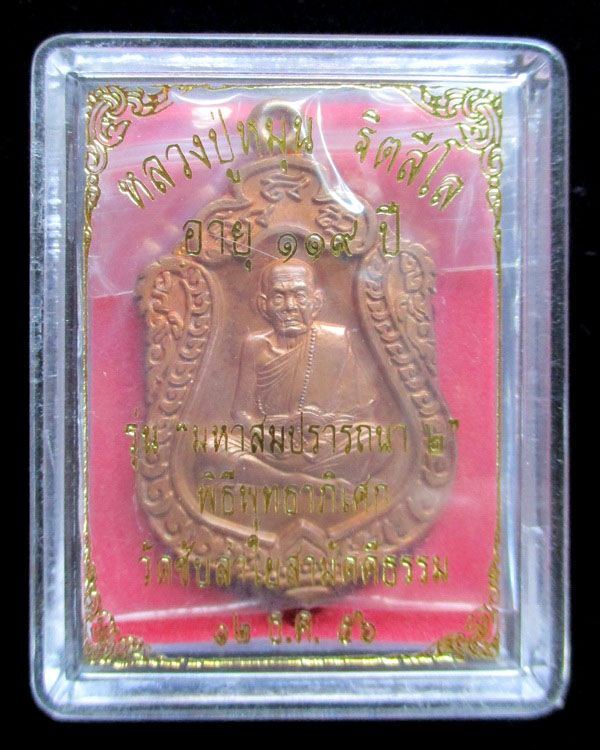 หลวงปู่หมุน ฐิตสีโล
อายุ ๑๑๙ ปี
รุ่น "มหาสมปรารถนา ๒"
พิธีพุทธาภิเศก
วัดซับลำใยสามัคคีธรรม
๑๒ ธ.ค. ๕๖